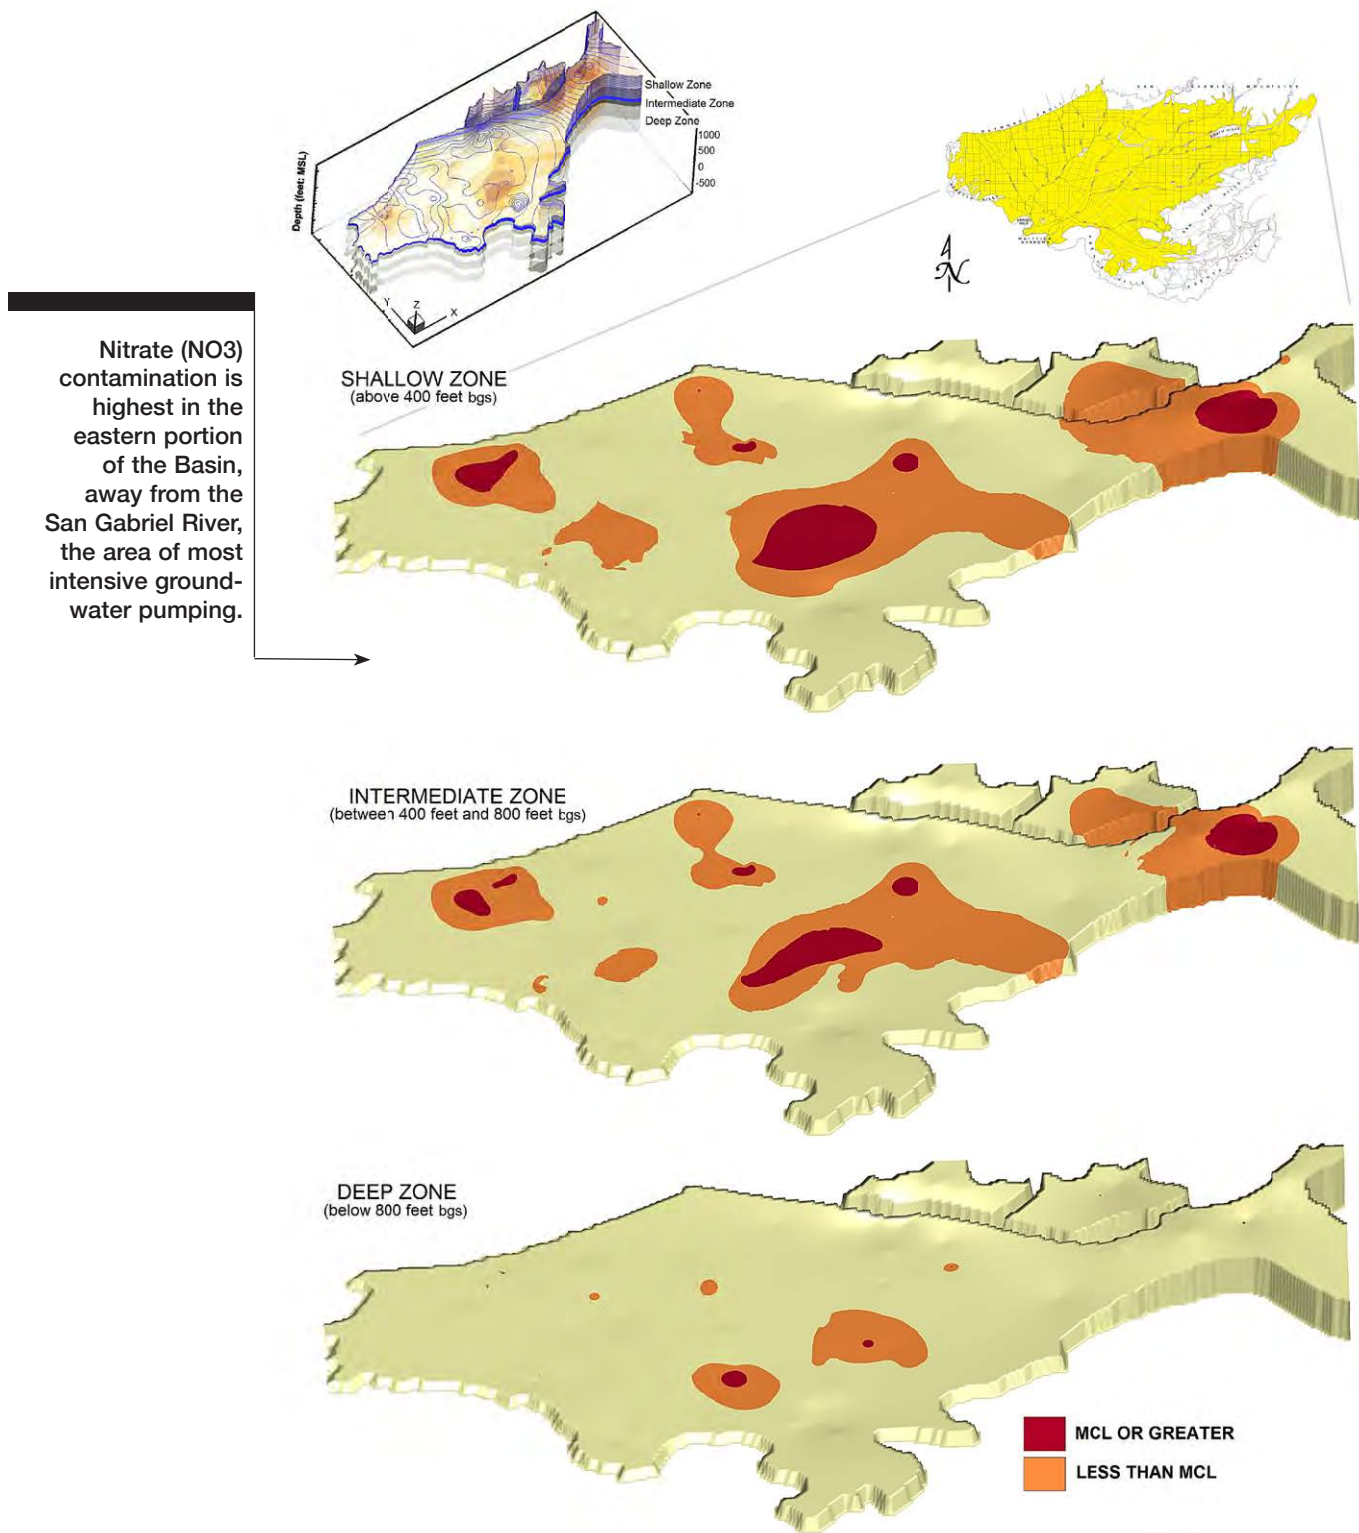 Shallow Zone
Intermediate Zone
Deep Zone
1000
500
0
-500
Depth (feet: MSL)
Y
Z
X
N
Nitrate (NO3)
contamination is
highest in the
eastern portion
of the Basin,
away from the
San Gabriel River,
the area of most
intensive ground-
water pumping.
SHALLOW ZONE
(above 400 feet bgs)
INTERMEDIATE ZONE
(between 400 feet and 800 feet bgs)
DEEP ZONE
(below 800 feet bgs)
MCL OR GREATER
LESS THAN MCL